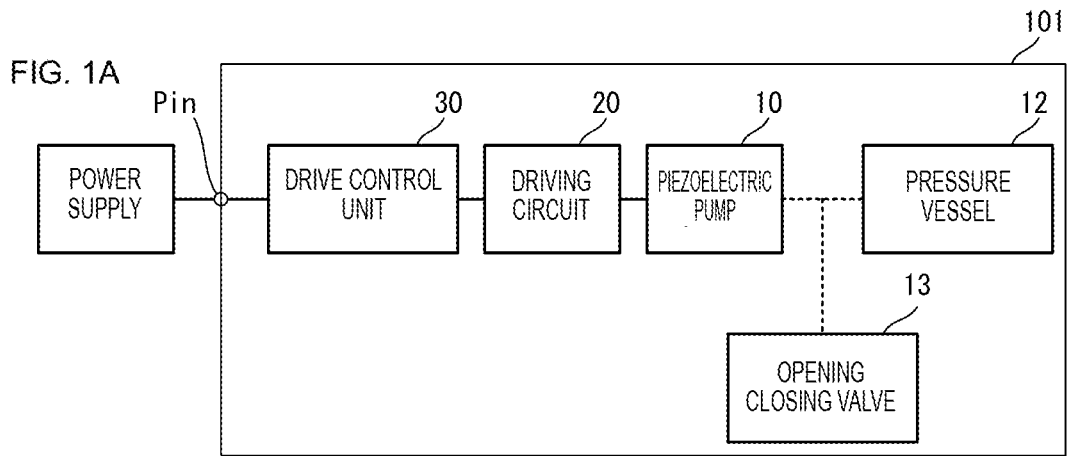 101
FIG. 1A
Pin
30
20
10
12
POWER
SUPPLY
DRIVE CONTROL
UNIT
DRIVING
CIRCUIT
PIEZOELECTRIC
PUMP
PRESSURE
VESSEL
13
OPENING
CLOSING VALVE